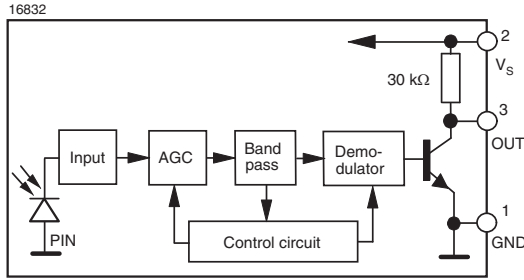 16832
2
V_S
30 kΩ
3
OUT
Input
AGC
Band
pass
Demo-
dulator
1
GND
PIN
Control circuit